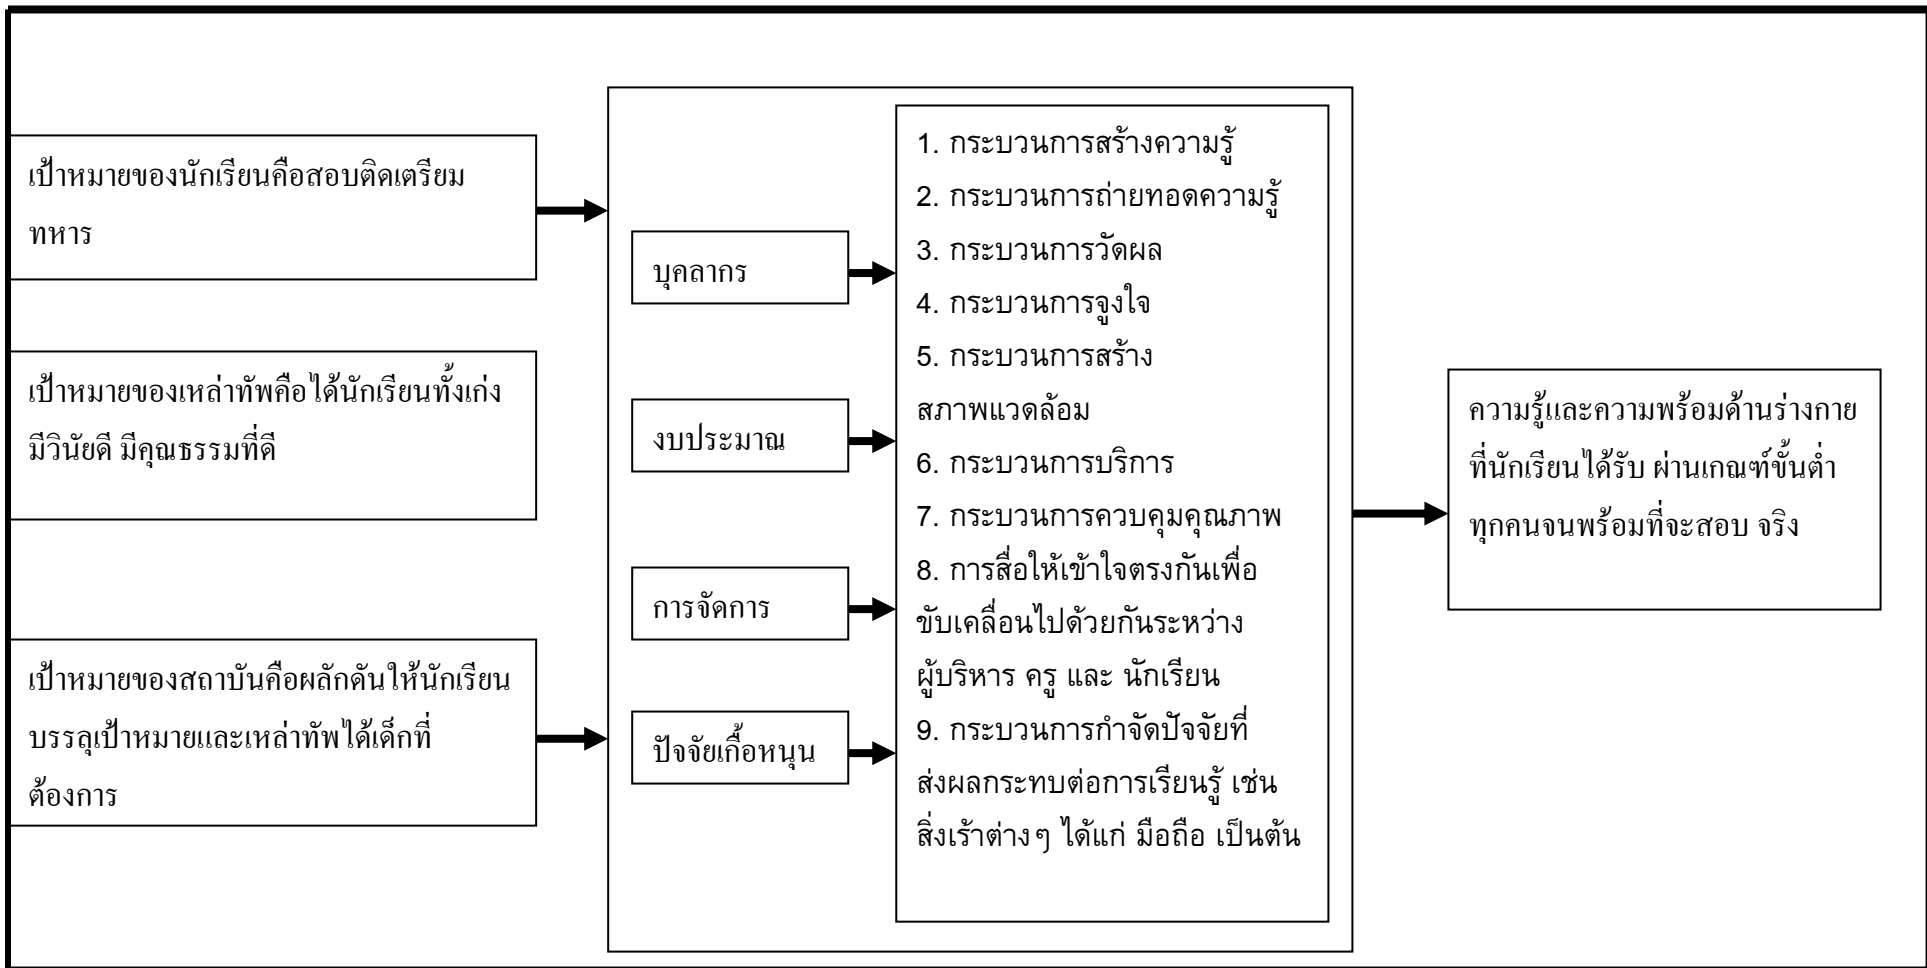 เป้าหมายของนักเรียนคือสอบติดเตรียม
ทหาร
เป้าหมายของเหล่าทัพคือได้นักเรียนทั้งเก่ง
มีวินัยดี มีคุณธรรมที่ดี
เป้าหมายของสถาบันคือผลักดันให้นักเรียน
บรรลุเป้าหมายและเหล่าทัพได้เด็กที่
ต้องการ
บุคลากร
งบประมาณ
การจัดการ
ปัจจัยเกื้อหนุน
1. กระบวนการสร้างความรู้
2. กระบวนการถ่ายทอดความรู้
3. กระบวนการวัดผล
4. กระบวนการจูงใจ
5. กระบวนการสร้าง
สภาพแวดล้อม
6. กระบวนการบริการ
7. กระบวนการควบคุมคุณภาพ
8. การสื่อให้เข้าใจตรงกันเพื่อ
ขับเคลื่อนไปด้วยกันระหว่าง
ผู้บริหาร ครู และ นักเรียน
9. กระบวนการกำจัดปัจจัยที่
ส่งผลกระทบต่อการเรียนรู้ เช่น
สิ่งเร้าต่างๆ ได้แก่ มือถือ เป็นต้น
ความรู้และความพร้อมด้านร่างกาย
ที่นักเรียนได้รับ ผ่านเกณฑ์ขั้นต่ำ
ทุกคนจนพร้อมที่จะสอบ จริง